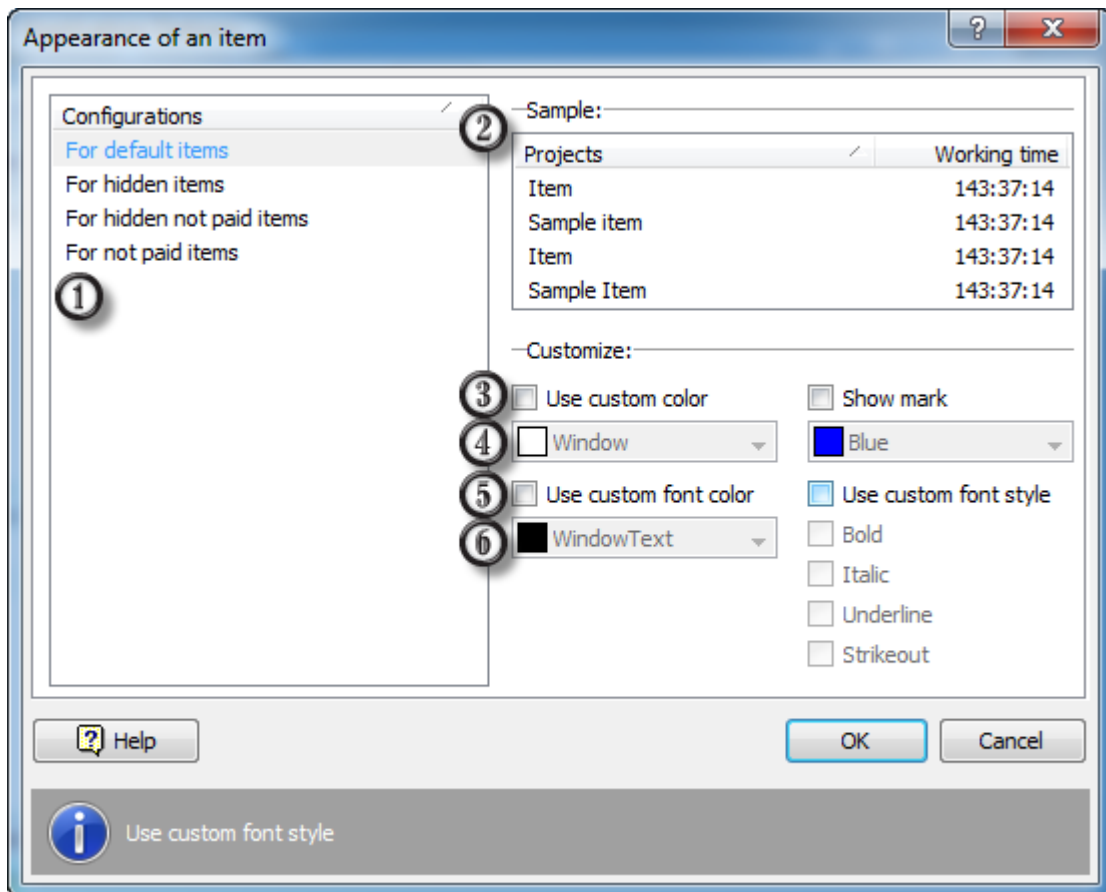 Appearance of an item
?
X
Configurations
For default items
For hidden items
For hidden not paid items
For not paid items
1
2
Sample:
Projects Working time
Item 143:37:14
Sample item 143:37:14
Item 143:37:14
Sample Item 143:37:14
Customize:
3 Use custom color Show mark
4 Window Blue
5 Use custom font color Use custom font style
6 WindowText Bold
Italic
Underline
Strikeout
? Help OK Cancel
i Use custom font style